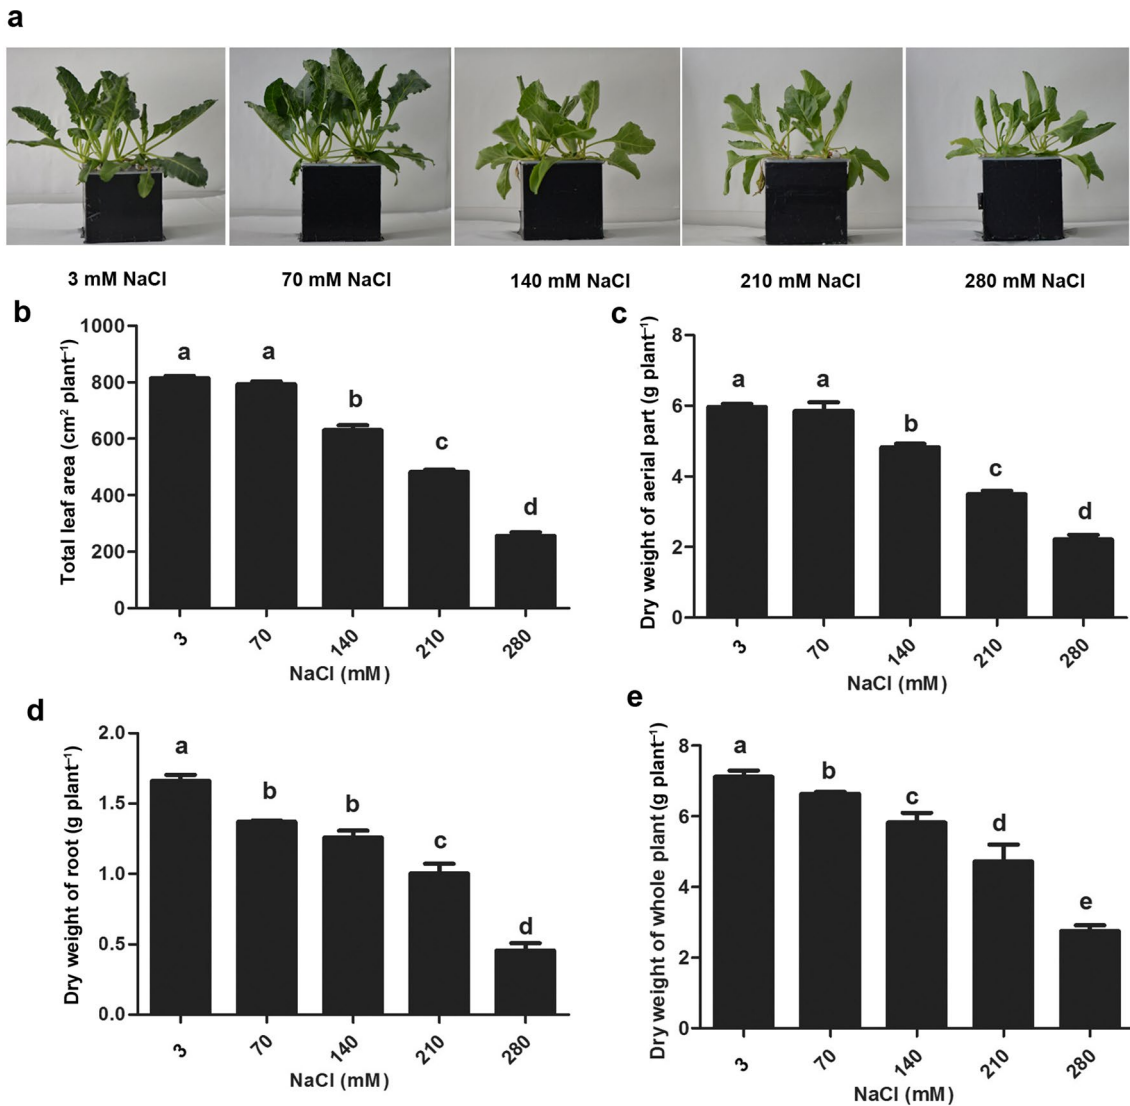 a
3 mM NaCl
70 mM NaCl
140 mM NaCl
210 mM NaCl
280 mM NaCl
b
Total leaf area (cm² plant⁻¹)
1000
800
600
400
200
0
a
a
b
c
d
3
70
140
210
280
NaCl (mM)
c
Dry weight of aerial part (g plant⁻¹)
8
6
4
2
0
a
a
b
c
d
3
70
140
210
280
NaCl (mM)
d
Dry weight of root (g plant⁻¹)
2.0
1.5
1.0
0.5
0.0
a
b
b
c
d
3
70
140
210
280
NaCl (mM)
e
Dry weight of whole plant (g plant⁻¹)
8
6
4
2
0
a
b
c
d
e
3
70
140
210
280
NaCl (mM)